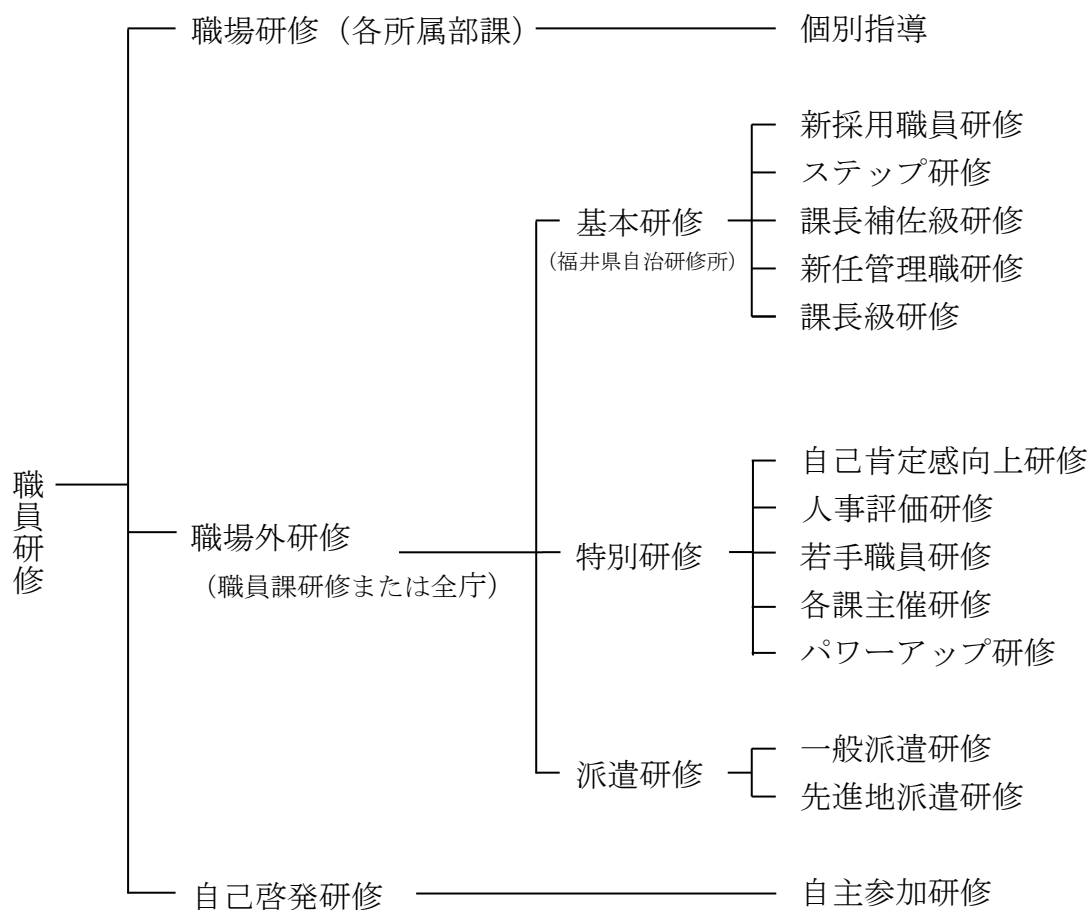 職員研修
職場研修（各所属部課）
個別指導
職場外研修
（職員課研修または全庁）
基本研修
（福井県自治研修所）
新採用職員研修
ステップ研修
課長補佐級研修
新任管理職研修
課長級研修
特別研修
自己肯定感向上研修
人事評価研修
若手職員研修
各課主催研修
パワーアップ研修
派遣研修
一般派遣研修
先進地派遣研修
自己啓発研修
自主参加研修